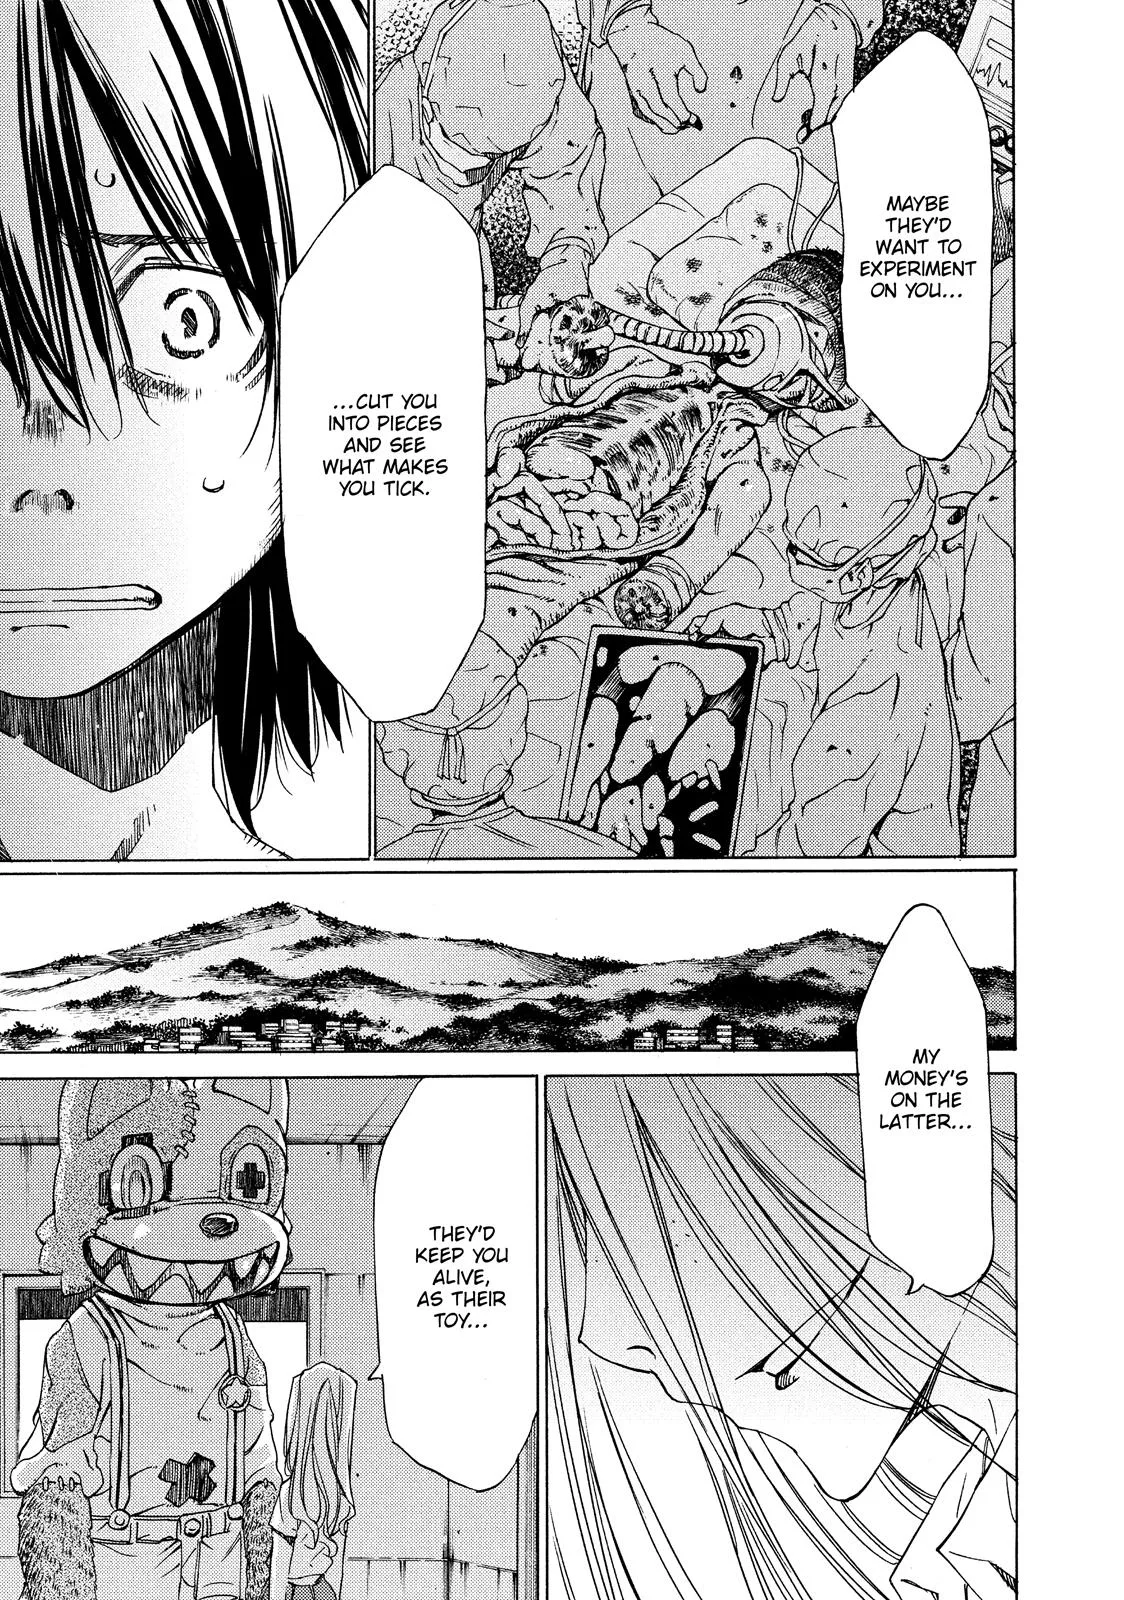 MAYBE
THEY'D
WANT TO
EXPERIMENT
ON YOU...
...CUT YOU
INTO PIECES
AND SEE
WHAT MAKES
YOU TICK.
MY
MONEY'S
ON THE
LATTER...
THEY'D
KEEP YOU
ALIVE,
AS THEIR
TOY...